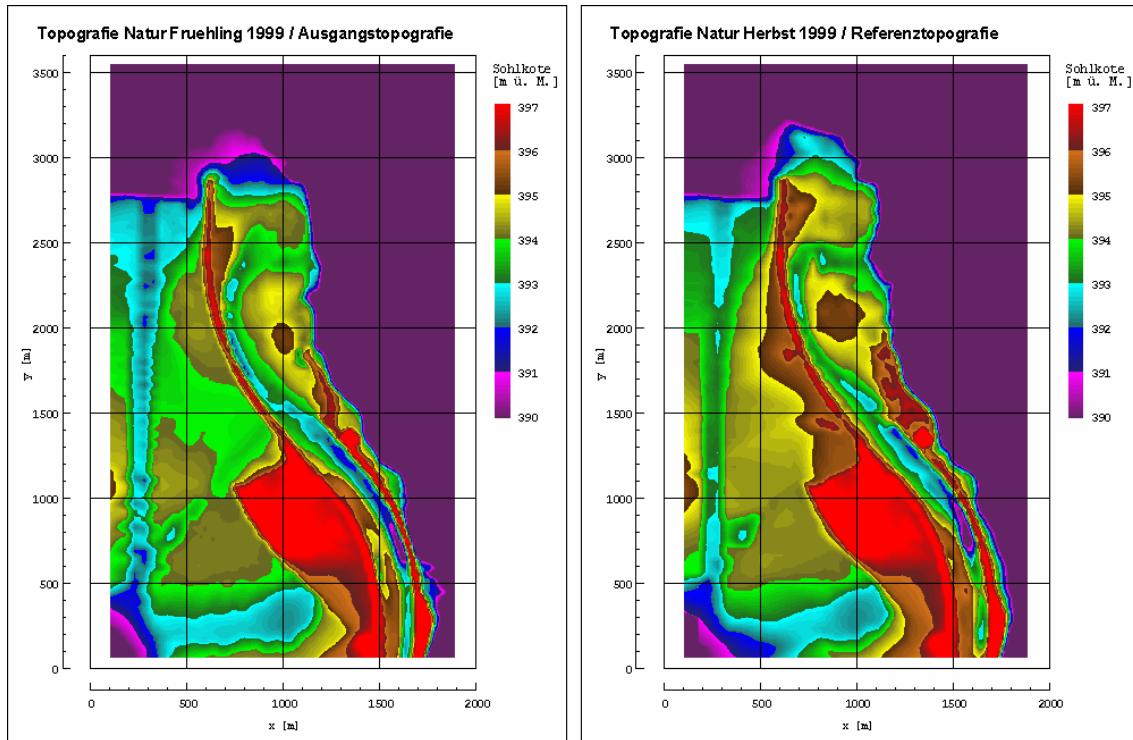 Topografie Natur Fruehling 1999 / Ausgangstopografie
Sohlkote
[m ü. M.]
397
396
395
394
393
392
391
390
3500
3000
2500
2000
1500
1000
500
0
y [m]
0 500 1000 1500 2000
x [m]
Topografie Natur Herbst 1999 / Referenztopografie
Sohlkote
[m ü. M.]
397
396
395
394
393
392
391
390
3500
3000
2500
2000
1500
1000
500
0
y [m]
0 500 1000 1500 2000
x [m]